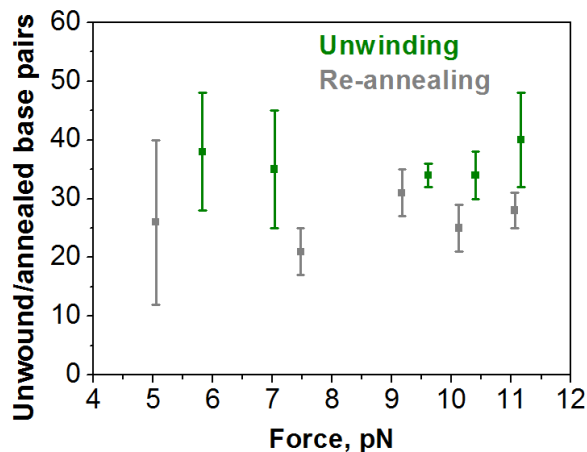 Unwound/annealed base pairs
60
50
40
30
20
10
0
Unwinding
Re-annealing
4 5 6 7 8 9 10 11 12
Force, pN